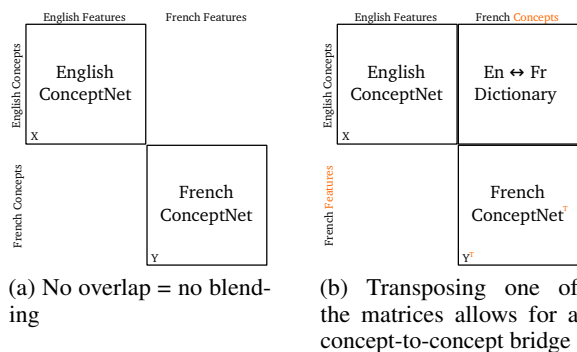 English Features French Features
English Concepts
English
ConceptNet
X
French Concepts
French
ConceptNet
Y
(a) No overlap = no blend-
ing
English Features French Concepts
English Concepts
English
ConceptNet
X
En ↔ Fr
Dictionary
French Features
French
ConceptNetᵀ
Yᵀ
(b) Transposing one of
the matrices allows for a
concept-to-concept bridge